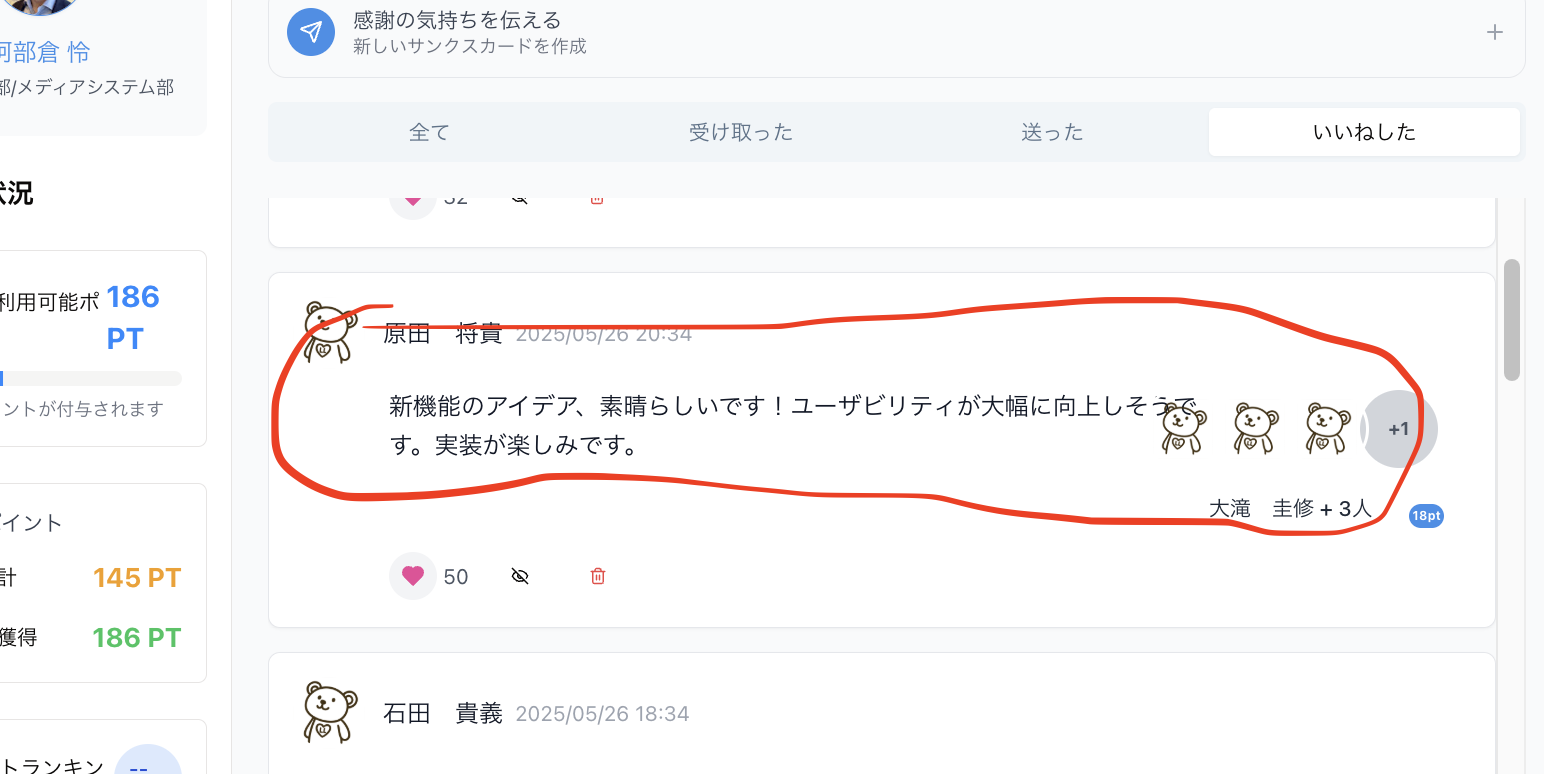 感謝の気持ちを伝える
新しいサンクスカードを作成
阿部倉 怜
部/メディアシステム部
全て
受け取った
送った
いいねした
状況
利用可能ポ 186
PT
ントが付与されます
イント
計 145 PT
獲得 186 PT
トランキン --
32
原田 将貴 2025/05/26 20:34
新機能のアイデア、素晴らしいです！ユーザビリティが大幅に向上しそうで
す。実装が楽しみです。
+1
大滝 圭修 + 3人
18pt
50
石田 貴義 2025/05/26 18:34